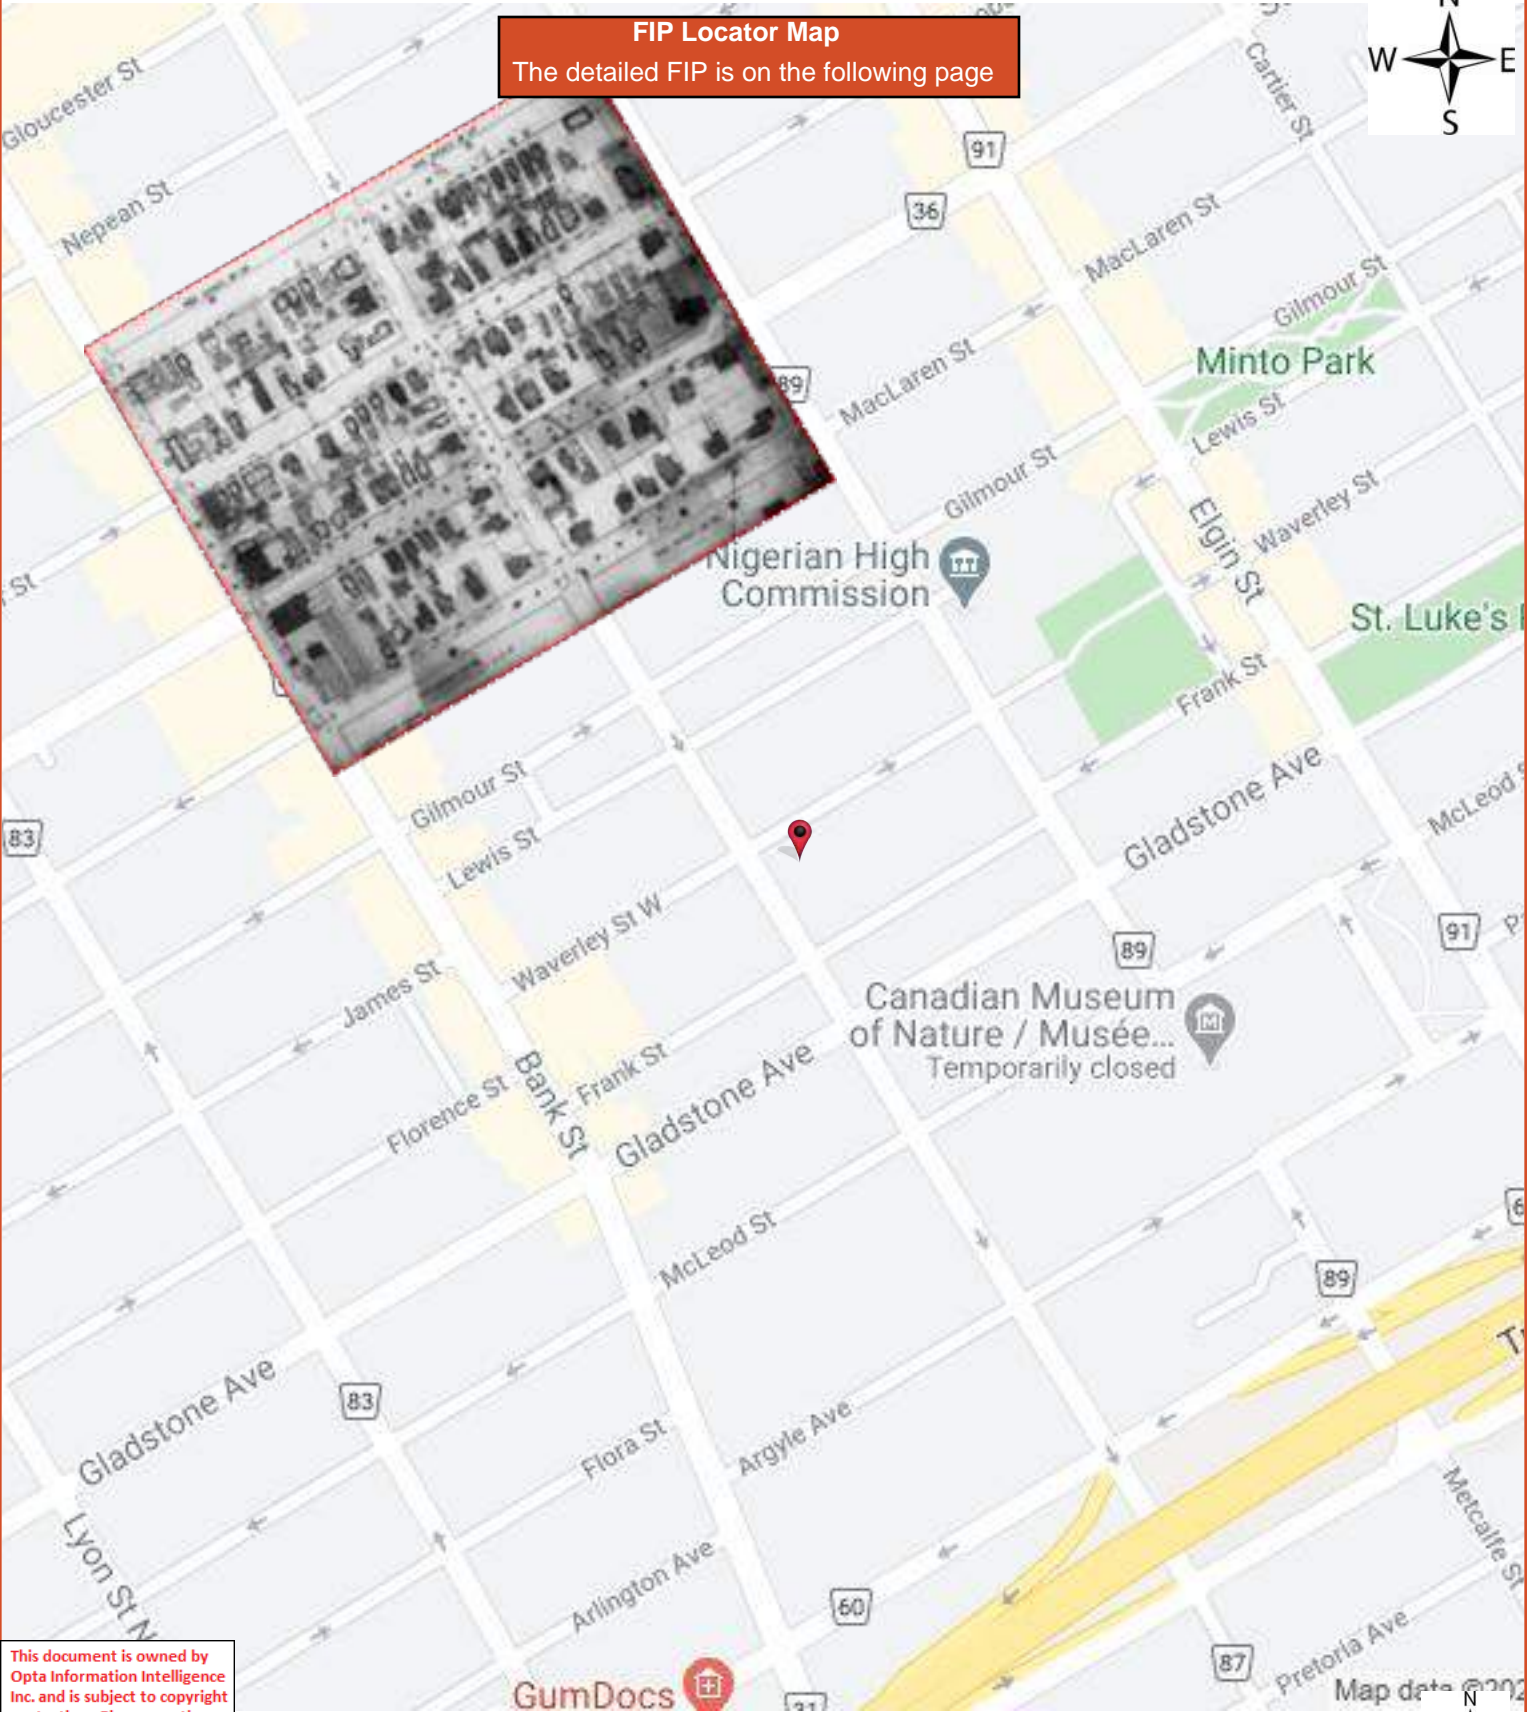 FIP Locator Map
The detailed FIP is on the following page
N
W
E
S
Gloucester St
Nepean St
Cartier St
91
36
MacLaren St
Gilmour St
Minto Park
Lewis St
89
MacLaren St
Gilmour St
Waverley St
Elgin St
St
Nigerian High
Commission
St. Luke's
Frank St
Gladstone Ave
McLeod
83
Gilmour St
Lewis St
Waverley St W
89
91
James St
Canadian Museum
of Nature / Musée...
Temporarily closed
Bank St
Frank St
Florence St
Gladstone Ave
McLeod St
89
Gladstone Ave
83
Flora St
Argyle Ave
Lyon St N
Metcalfe St
Arlington Ave
60
87
Pretoria Ave
This document is owned by
Opta Information Intelligence
Inc. and is subject to copyright
GumDocs
31
Map data ©202
N